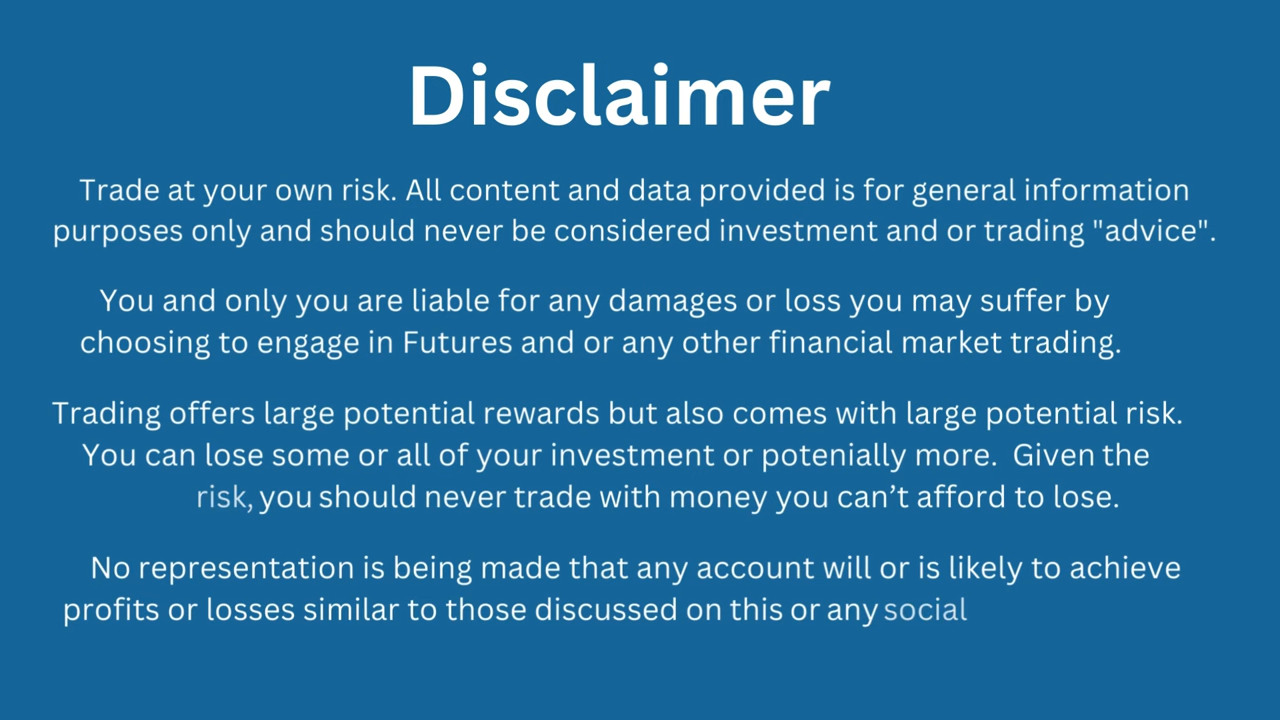 Disclaimer
Trade at your own risk. All content and data provided is for general information
purposes only and should never be considered investment and or trading "advice".
You and only you are liable for any damages or loss you may suffer by
choosing to engage in Futures and or any other financial market trading.
Trading offers large potential rewards but also comes with large potential risk.
You can lose some or all of your investment or potenially more.  Given the
risk, you should never trade with money you can’t afford to lose.
No representation is being made that any account will or is likely to achieve
profits or losses similar to those discussed on this or any social